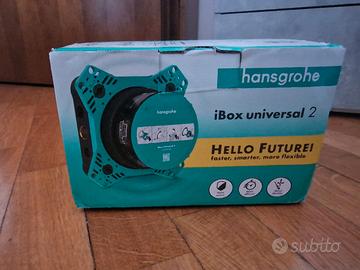 hansgrohe
hansgrohe
iBox universal 2
HELLO FUTURE!
faster, smarter, more flexible
subito